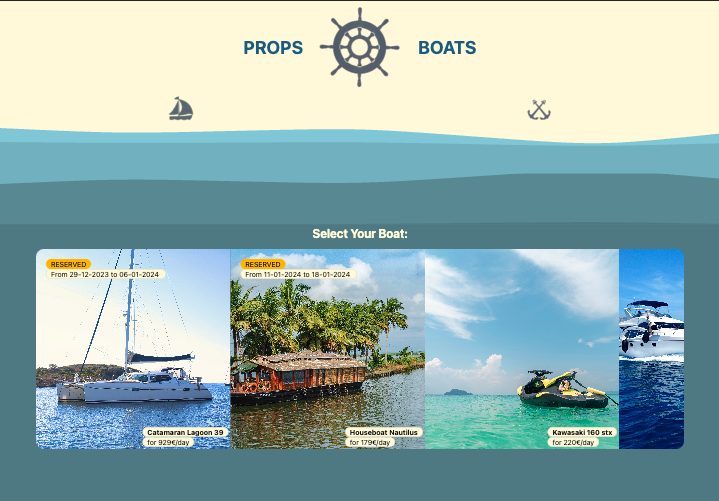 PROPS BOATS
Select Your Boat:
RESERVED
From 29-12-2023 to 06-01-2024
Catamaran Lagoon 39
for 929€/day
RESERVED
From 11-01-2024 to 18-01-2024
Houseboat Nautilus
for 179€/day
Kawasaki 160 stx
for 220€/day